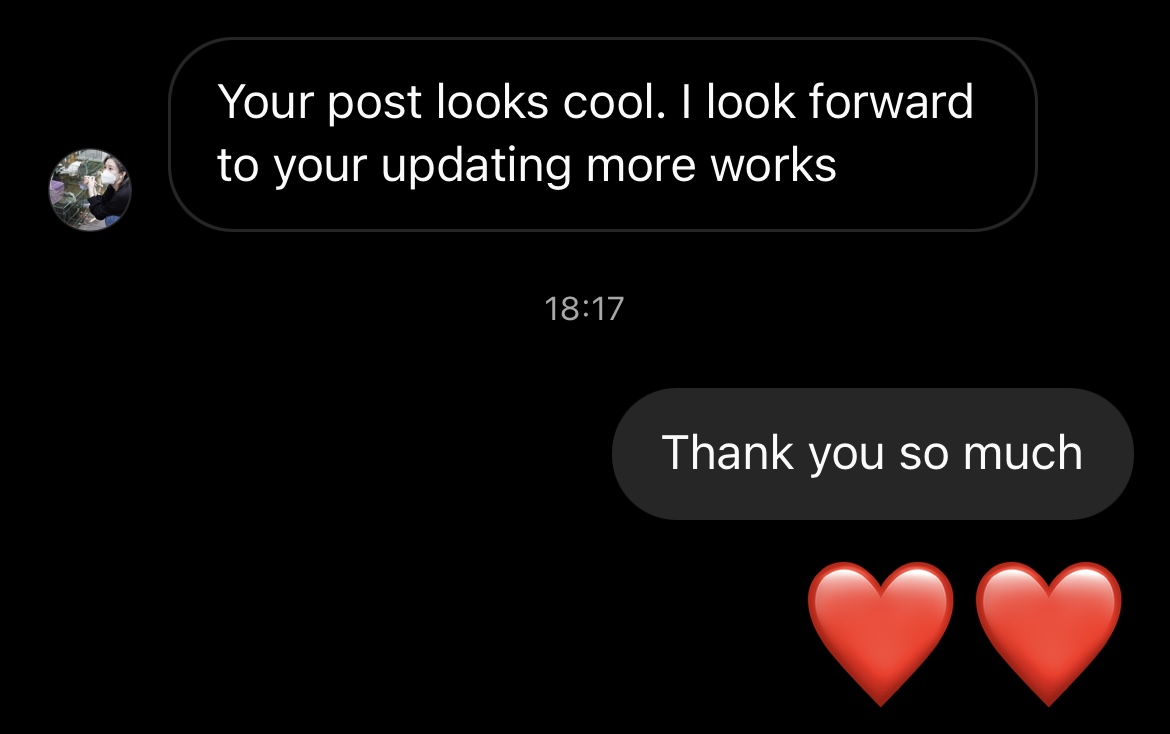 Your post looks cool. I look forward
to your updating more works
18:17
Thank you so much
❤️❤️